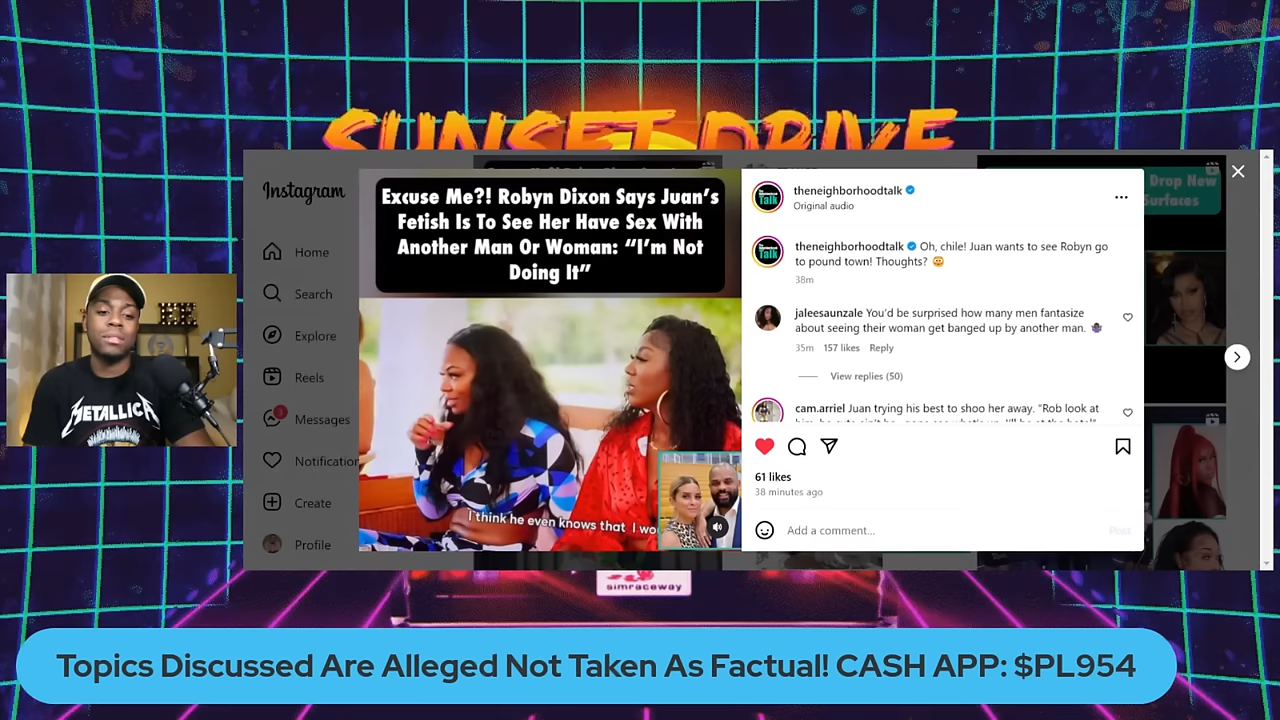 SUNSET DRIVE
Instagram
Home
Search
Explore
Reels
Messages
Notification
Create
Profile
Excuse Me?! Robyn Dixon Says Juan's
Fetish Is To See Her Have Sex With
Another Man Or Woman: “I'm Not
Doing It”
I think he even knows that I wo
Talk
theneighborhoodtalk
Original audio
Talk
theneighborhoodtalk Oh, chile! Juan wants to see Robyn go
to pound town! Thoughts?
38m
jaleesaunzale You'd be surprised how many men fantasize
about seeing their woman get banged up by another man.
35m 157 likes Reply
View replies (50)
cam.arriel Juan trying his best to shoo her away. “Rob look at
61 likes
38 minutes ago
Add a comment...
Post
Drop New
urfaces
METALLICA
simraceway
Topics Discussed Are Alleged Not Taken As Factual! CASH APP: $PL954